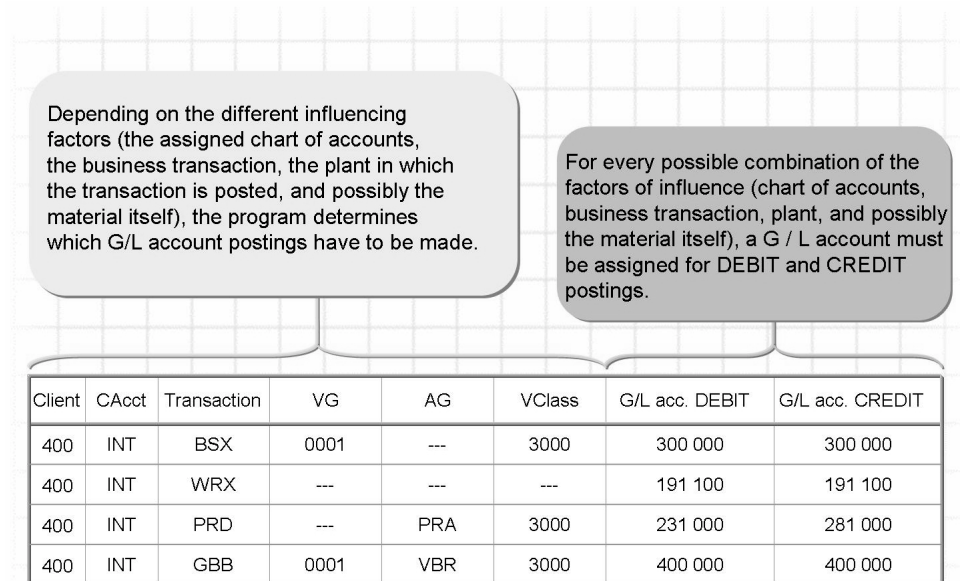 Depending on the different influencing
factors (the assigned chart of accounts,
the business transaction, the plant in which
the transaction is posted, and possibly the
material itself), the program determines
which G/L account postings have to be made.
For every possible combination of the
factors of influence (chart of accounts,
business transaction, plant, and possibly
the material itself), a G / L account must
be assigned for DEBIT and CREDIT
postings.
Client CAcct Transaction VG AG VClass G/L acc. DEBIT G/L acc. CREDIT
400 INT BSX 0001 --- 3000 300 000 300 000
400 INT WRX --- --- --- 191 100 191 100
400 INT PRD --- PRA 3000 231 000 281 000
400 INT GBB 0001 VBR 3000 400 000 400 000